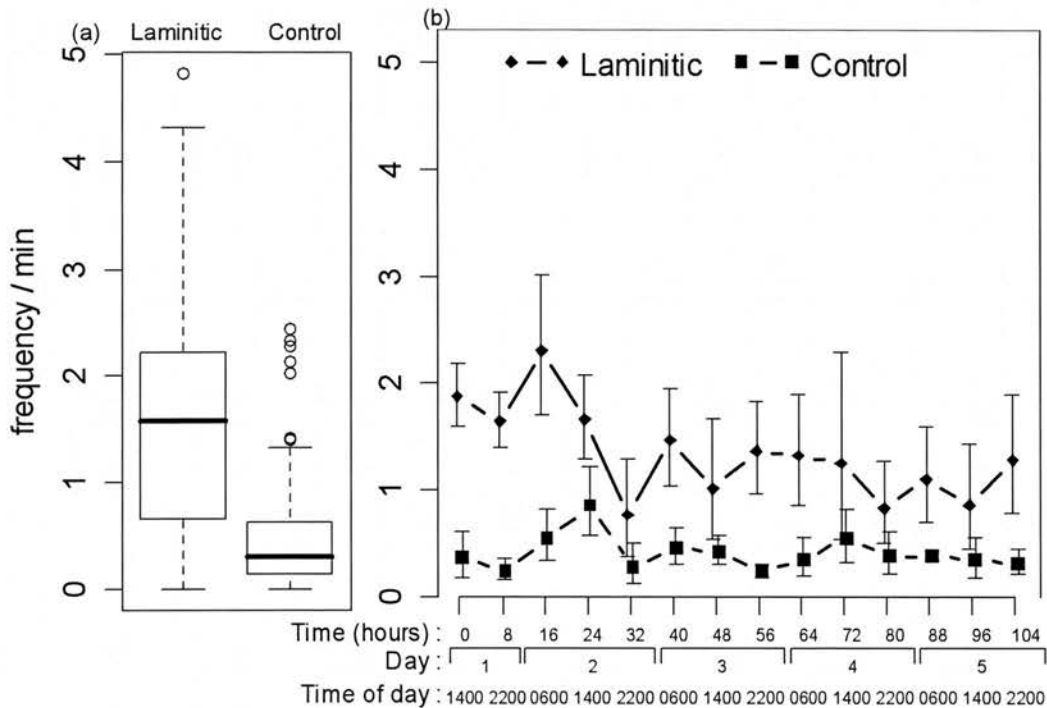 (a) Laminitic Control
(b)
Laminitic Control
frequency / min
5
4
3
2
1
0
5
4
3
2
1
0
Time (hours) : 0 8 16 24 32 40 48 56 64 72 80 88 96 104
Day : 1 2 3 4 5
Time of day : 1400 2200 0600 1400 2200 0600 1400 2200 0600 1400 2200 0600 1400 2200